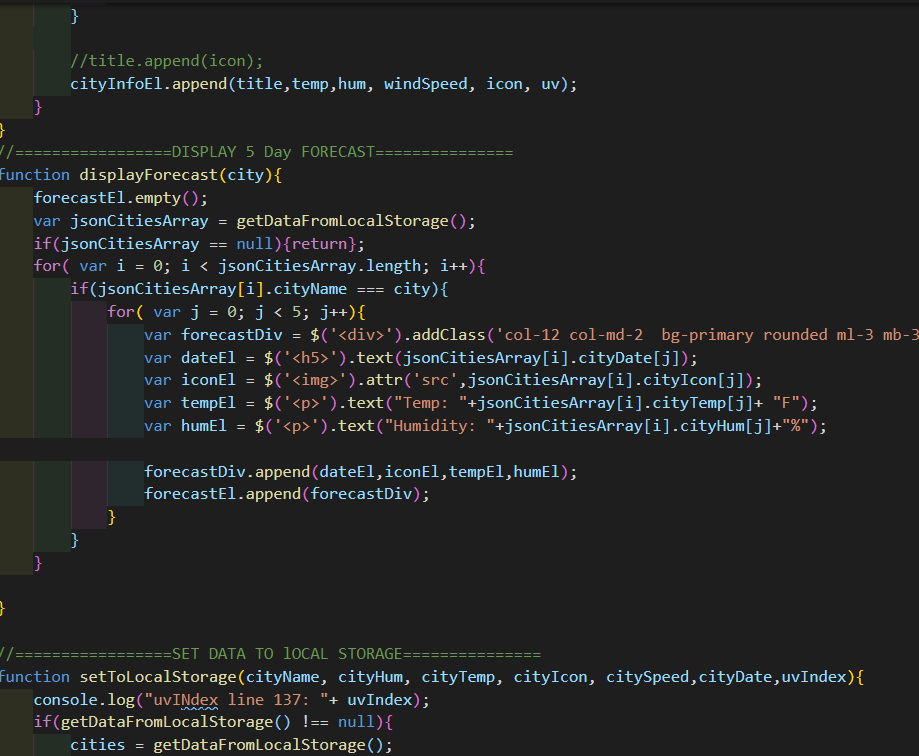 }
//title.append(icon);
cityInfoEl.append(title,temp,hum, windSpeed, icon, uv);
}
}
//=================DISPLAY 5 Day FORECAST===============
function displayForecast(city){
forecastEl.empty();
var jsonCitiesArray = getDataFromLocalStorage();
if(jsonCitiesArray == null){return};
for( var i = 0; i < jsonCitiesArray.length; i++){
if(jsonCitiesArray[i].cityName === city){
for( var j = 0; j < 5; j++){
var forecastDiv = $('<div>').addClass('col-12 col-md-2  bg-primary rounded ml-3 mb-3
var dateEl = $('<h5>').text(jsonCitiesArray[i].cityDate[j]);
var iconEl = $('<img>').attr('src',jsonCitiesArray[i].cityIcon[j]);
var tempEl = $('<p>').text("Temp: "+jsonCitiesArray[i].cityTemp[j]+ "F");
var humEl = $('<p>').text("Humidity: "+jsonCitiesArray[i].cityHum[j]+"%");
forecastDiv.append(dateEl,iconEl,tempEl,humEl);
forecastEl.append(forecastDiv);
}
}
}
}
//=================SET DATA TO lOCAL STORAGE===============
function setToLocalStorage(cityName, cityHum, cityTemp, cityIcon, citySpeed,cityDate,uvIndex){
console.log("uvINdex line 137: "+ uvIndex);
if(getDataFromLocalStorage() !== null){
cities = getDataFromLocalStorage();